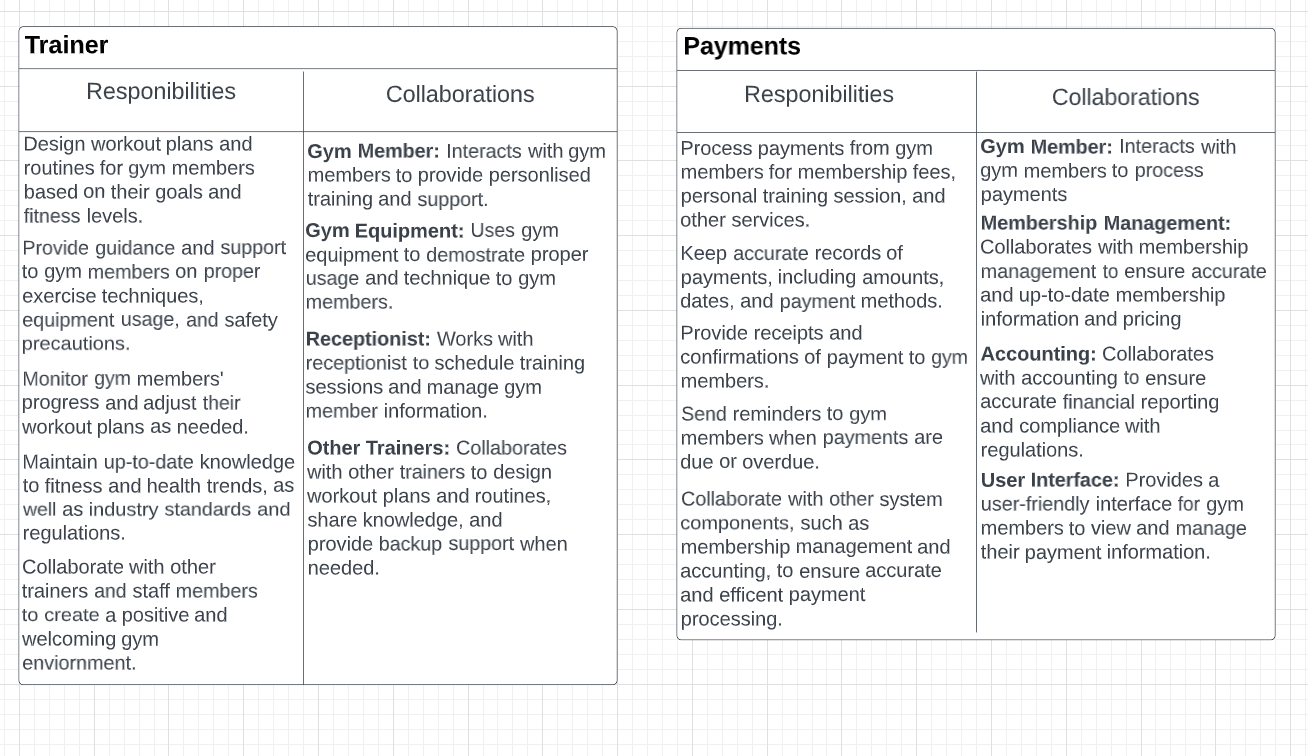 Trainer
Responibilities
Collaborations
Design workout plans and
routines for gym members
based on their goals and
fitness levels.
Provide guidance and support
to gym members on proper
exercise techniques,
equipment usage, and safety
precautions.
Monitor gym members'
progress and adjust their
workout plans as needed.
Maintain up-to-date knowledge
to fitness and health trends, as
well as industry standards and
regulations.
Collaborate with other
trainers and staff members
to create a positive and
welcoming gym
enviornment.
Gym Member: Interacts with gym
members to provide personlised
training and support.
Gym Equipment: Uses gym
equipment to demostrate proper
usage and technique to gym
members.
Receptionist: Works with
receptionist to schedule training
sessions and manage gym
member information.
Other Trainers: Collaborates
with other trainers to design
workout plans and routines,
share knowledge, and
provide backup support when
needed.
Payments
Responibilities
Collaborations
Process payments from gym
members for membership fees,
personal training session, and
other services.
Keep accurate records of
payments, including amounts,
dates, and payment methods.
Provide receipts and
confirmations of payment to gym
members.
Send reminders to gym
members when payments are
due or overdue.
Collaborate with other system
components, such as
membership management and
accunting, to ensure accurate
and efficent payment
processing.
Gym Member: Interacts with
gym members to process
payments
Membership Management:
Collaborates with membership
management to ensure accurate
and up-to-date membership
information and pricing
Accounting: Collaborates
with accounting to ensure
accurate financial reporting
and compliance with
regulations.
User Interface: Provides a
user-friendly interface for gym
members to view and manage
their payment information.